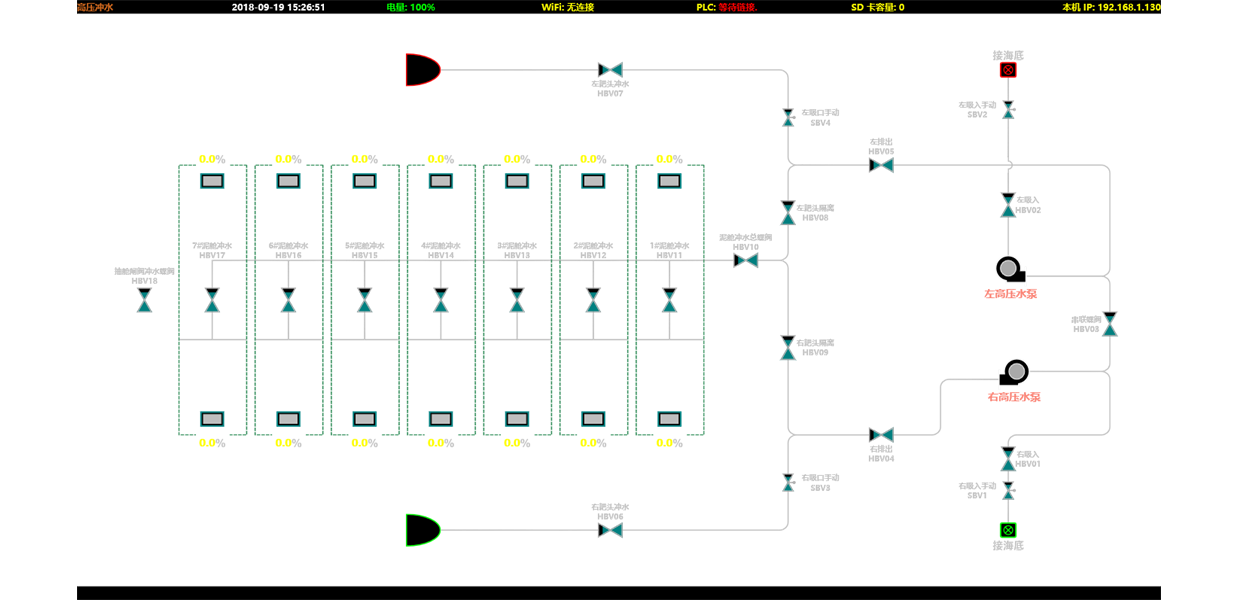 高压冲水 2018-09-19 15:26:51 电量: 100% WiFi: 无连接 PLC: 等待链接. SD 卡容量: 0 本机 IP: 192.168.1.130
接海底
左耙头冲水
HBV07
左吸入手动
SBV2
左吸口手动
SBV4
左排出
HBV05
0.0% 0.0% 0.0% 0.0% 0.0% 0.0% 0.0%
左吸入
HBV02
左耙头隔离
HBV08
泥舱冲水总蝶阀
HBV10
7#泥舱冲水 6#泥舱冲水 5#泥舱冲水 4#泥舱冲水 3#泥舱冲水 2#泥舱冲水 1#泥舱冲水
HBV17 HBV16 HBV15 HBV14 HBV13 HBV12 HBV11
抽舱闸阀冲水蝶阀
HBV18
左高压水泵
串联蝶阀
HBV03
右耙头隔离
HBV09
右高压水泵
0.0% 0.0% 0.0% 0.0% 0.0% 0.0% 0.0%
右排出
HBV04
右吸入
HBV01
右吸口手动
SBV3
右吸入手动
SBV1
右耙头冲水
HBV06
接海底